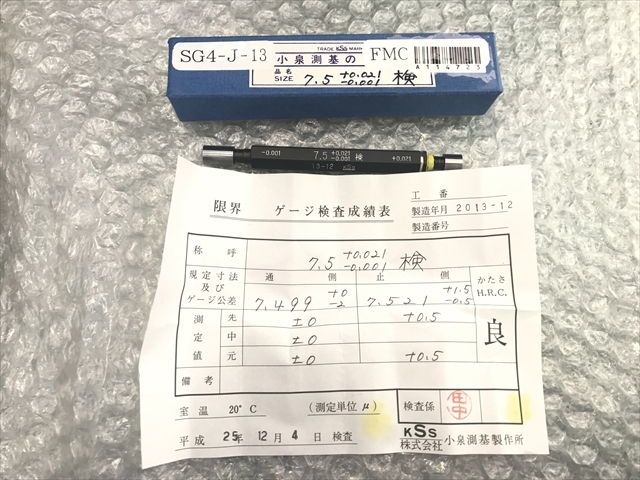 SG4-J-13
TRADE KSS MARK
小泉測基の
FMC
A114723
品名
SIZE 7.5 +0.021 -0.001 検
-0.001 7.5 +0.021 -0.001 検 +0.021
13-12 KSS
限界 ゲージ検査成績表
工番
製造年月 2013-12
製造番号
称呼 7.5 +0.021 -0.001 検
規定寸法及びゲージ公差
通側 止側
7.499 +0 -2
7.521 +1.5 -0.5
かたさ H.R.C.
測定値
先 ±0 +0.5
中 ±0
元 ±0 +0.5
良
備考
室温 20°C (測定単位μ)
検査係 田中
平成 25年 12月 4日 検査
KSS
株式会社 小泉測基製作所